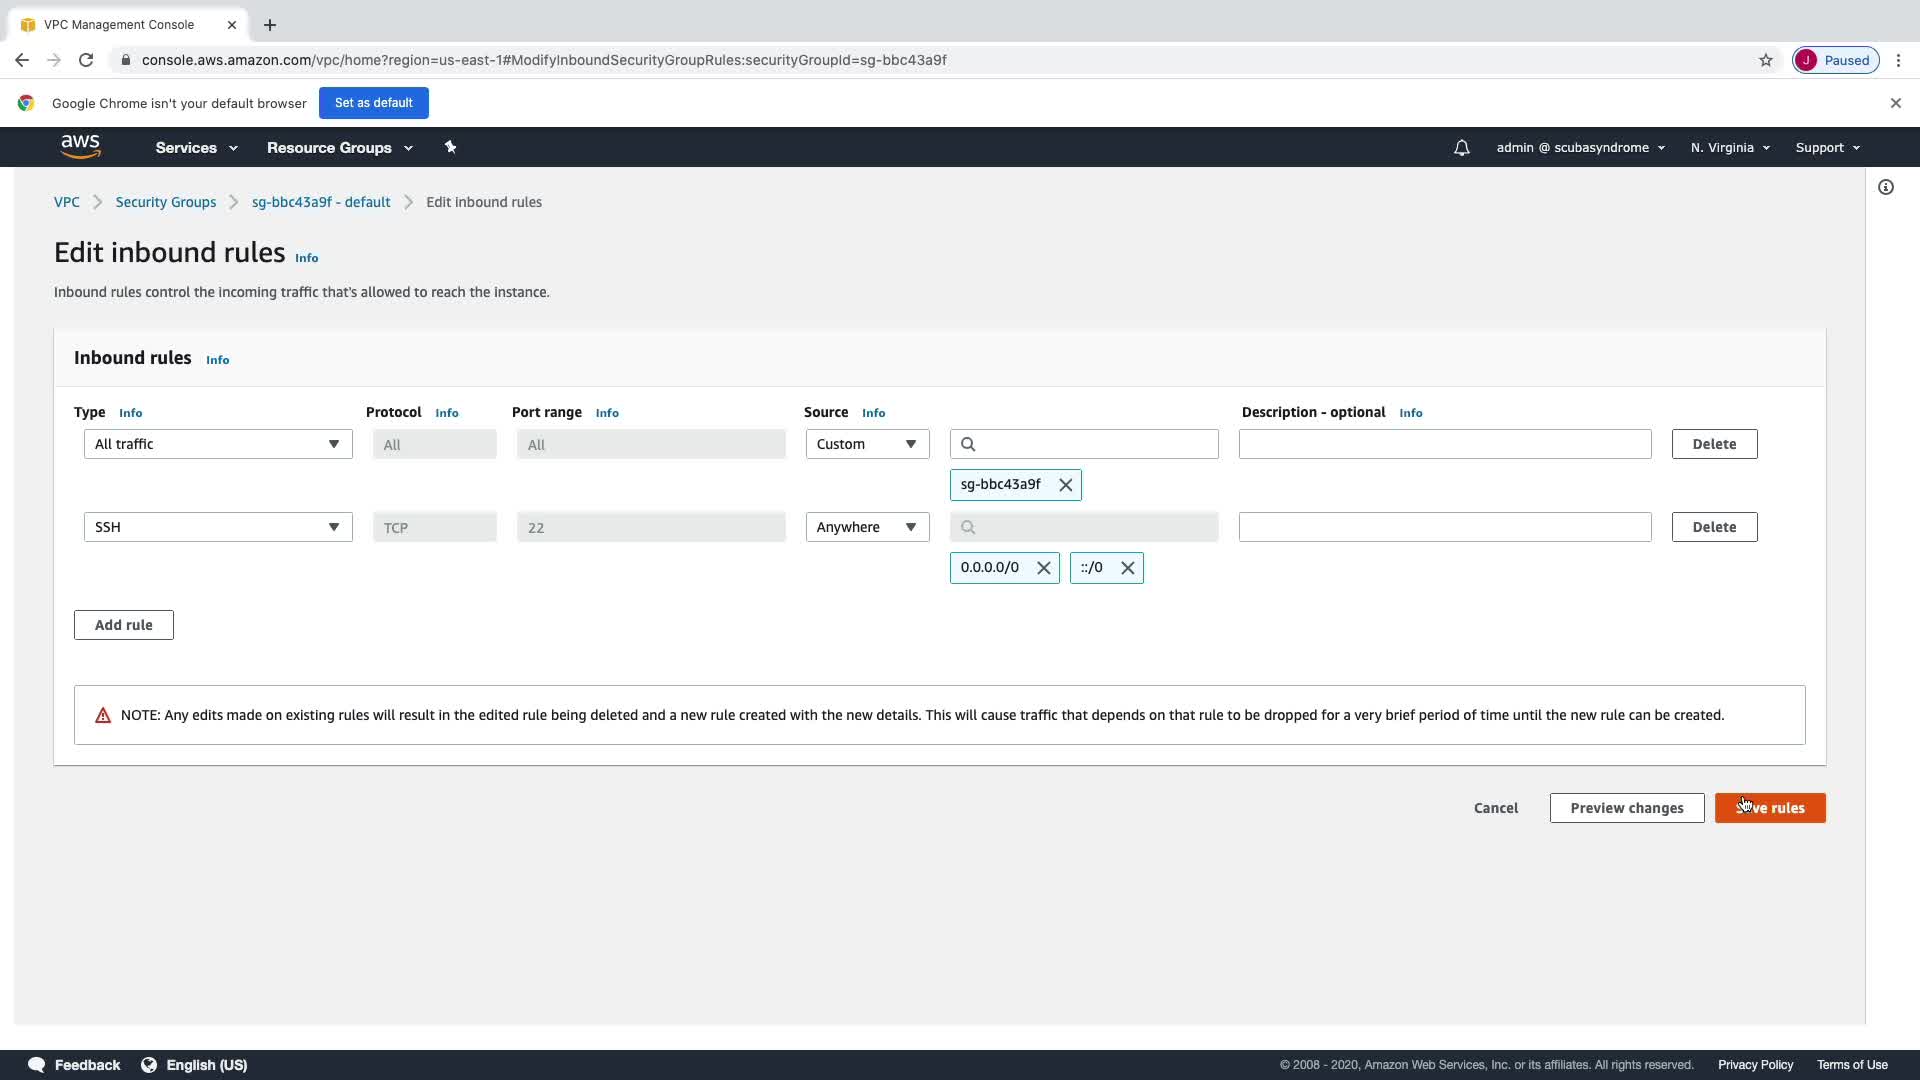 VPC Management Console
console.aws.amazon.com/vpc/home?region=us-east-1#ModifyInboundSecurityGroupRules:securityGroupId=sg-bbc43a9f
J Paused
Google Chrome isn't your default browser Set as default
aws Services Resource Groups admin @ scubasyndrome N. Virginia Support
VPC Security Groups sg-bbc43a9f - default Edit inbound rules
Edit inbound rules Info
Inbound rules control the incoming traffic that's allowed to reach the instance.
Inbound rules Info
Type Info Protocol Info Port range Info Source Info Description - optional Info
All traffic All All Custom Delete
sg-bbc43a9f
SSH TCP 22 Anywhere Delete
0.0.0.0/0 ::/0
Add rule
NOTE: Any edits made on existing rules will result in the edited rule being deleted and a new rule created with the new details. This will cause traffic that depends on that rule to be dropped for a very brief period of time until the new rule can be created.
Cancel Preview changes Save rules
Feedback English (US) © 2008 - 2020, Amazon Web Services, Inc. or its affiliates. All rights reserved. Privacy Policy Terms of Use